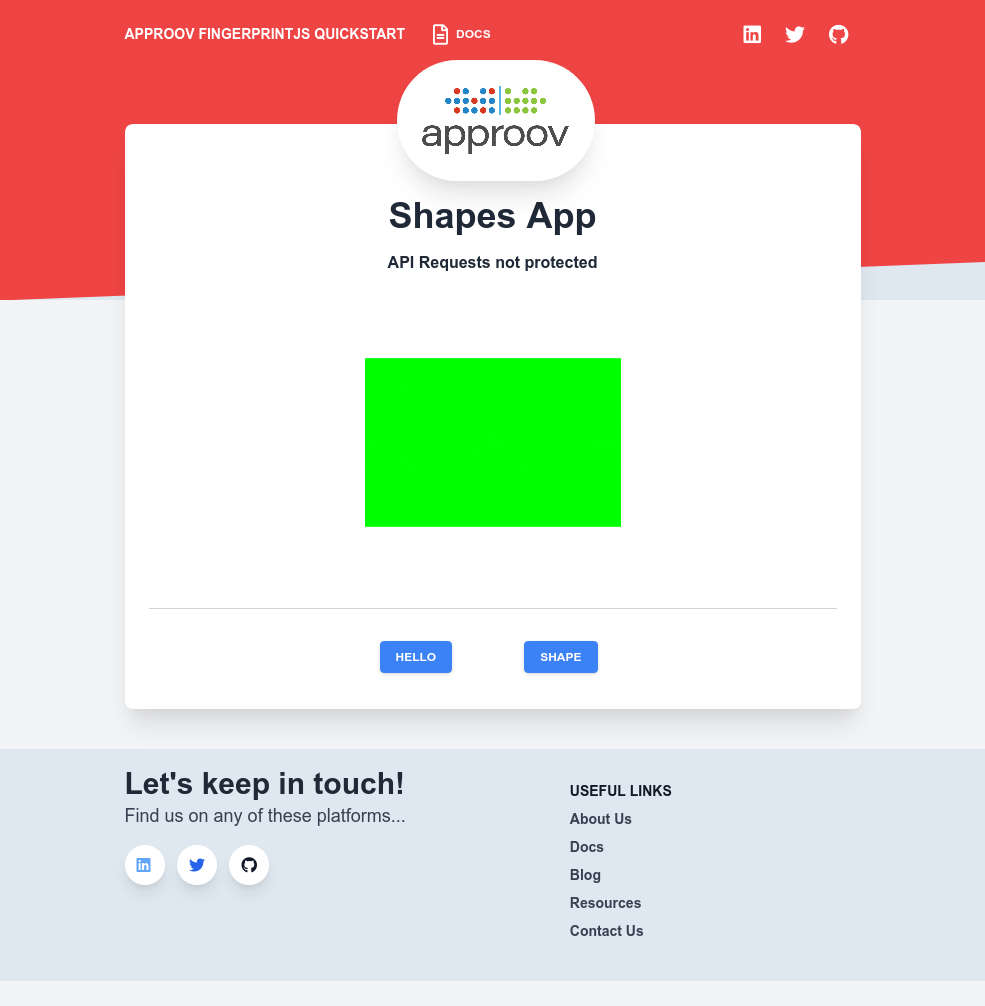 APPROOV FINGERPRINTJS QUICKSTART
DOCS
approov
Shapes App
API Requests not protected
HELLO
SHAPE
Let's keep in touch!
Find us on any of these platforms...
USEFUL LINKS
About Us
Docs
Blog
Resources
Contact Us